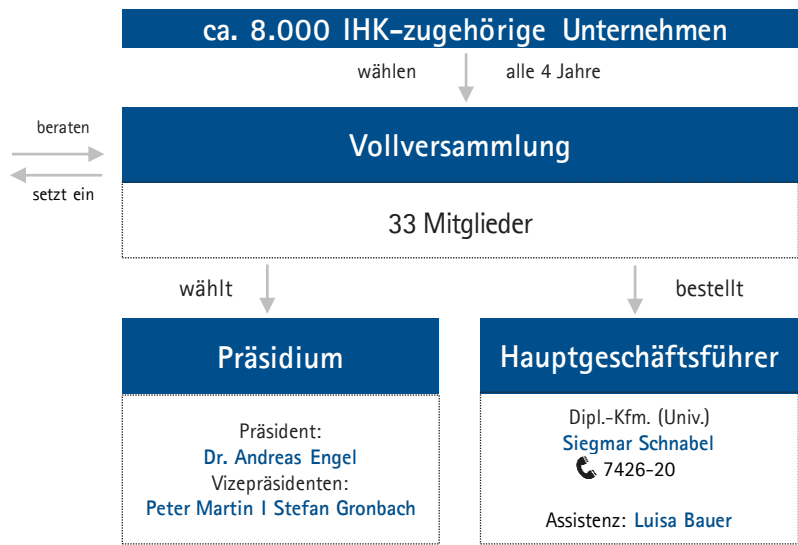 ca. 8.000 IHK-zugehörige Unternehmen
wählen alle 4 Jahre
beraten
setzt ein
Vollversammlung
33 Mitglieder
wählt
bestellt
Präsidium
Präsident:
Dr. Andreas Engel
Vizepräsidenten:
Peter Martin I Stefan Gronbach
Hauptgeschäftsführer
Dipl.-Kfm. (Univ.)
Siegmar Schnabel
7426-20
Assistenz: Luisa Bauer